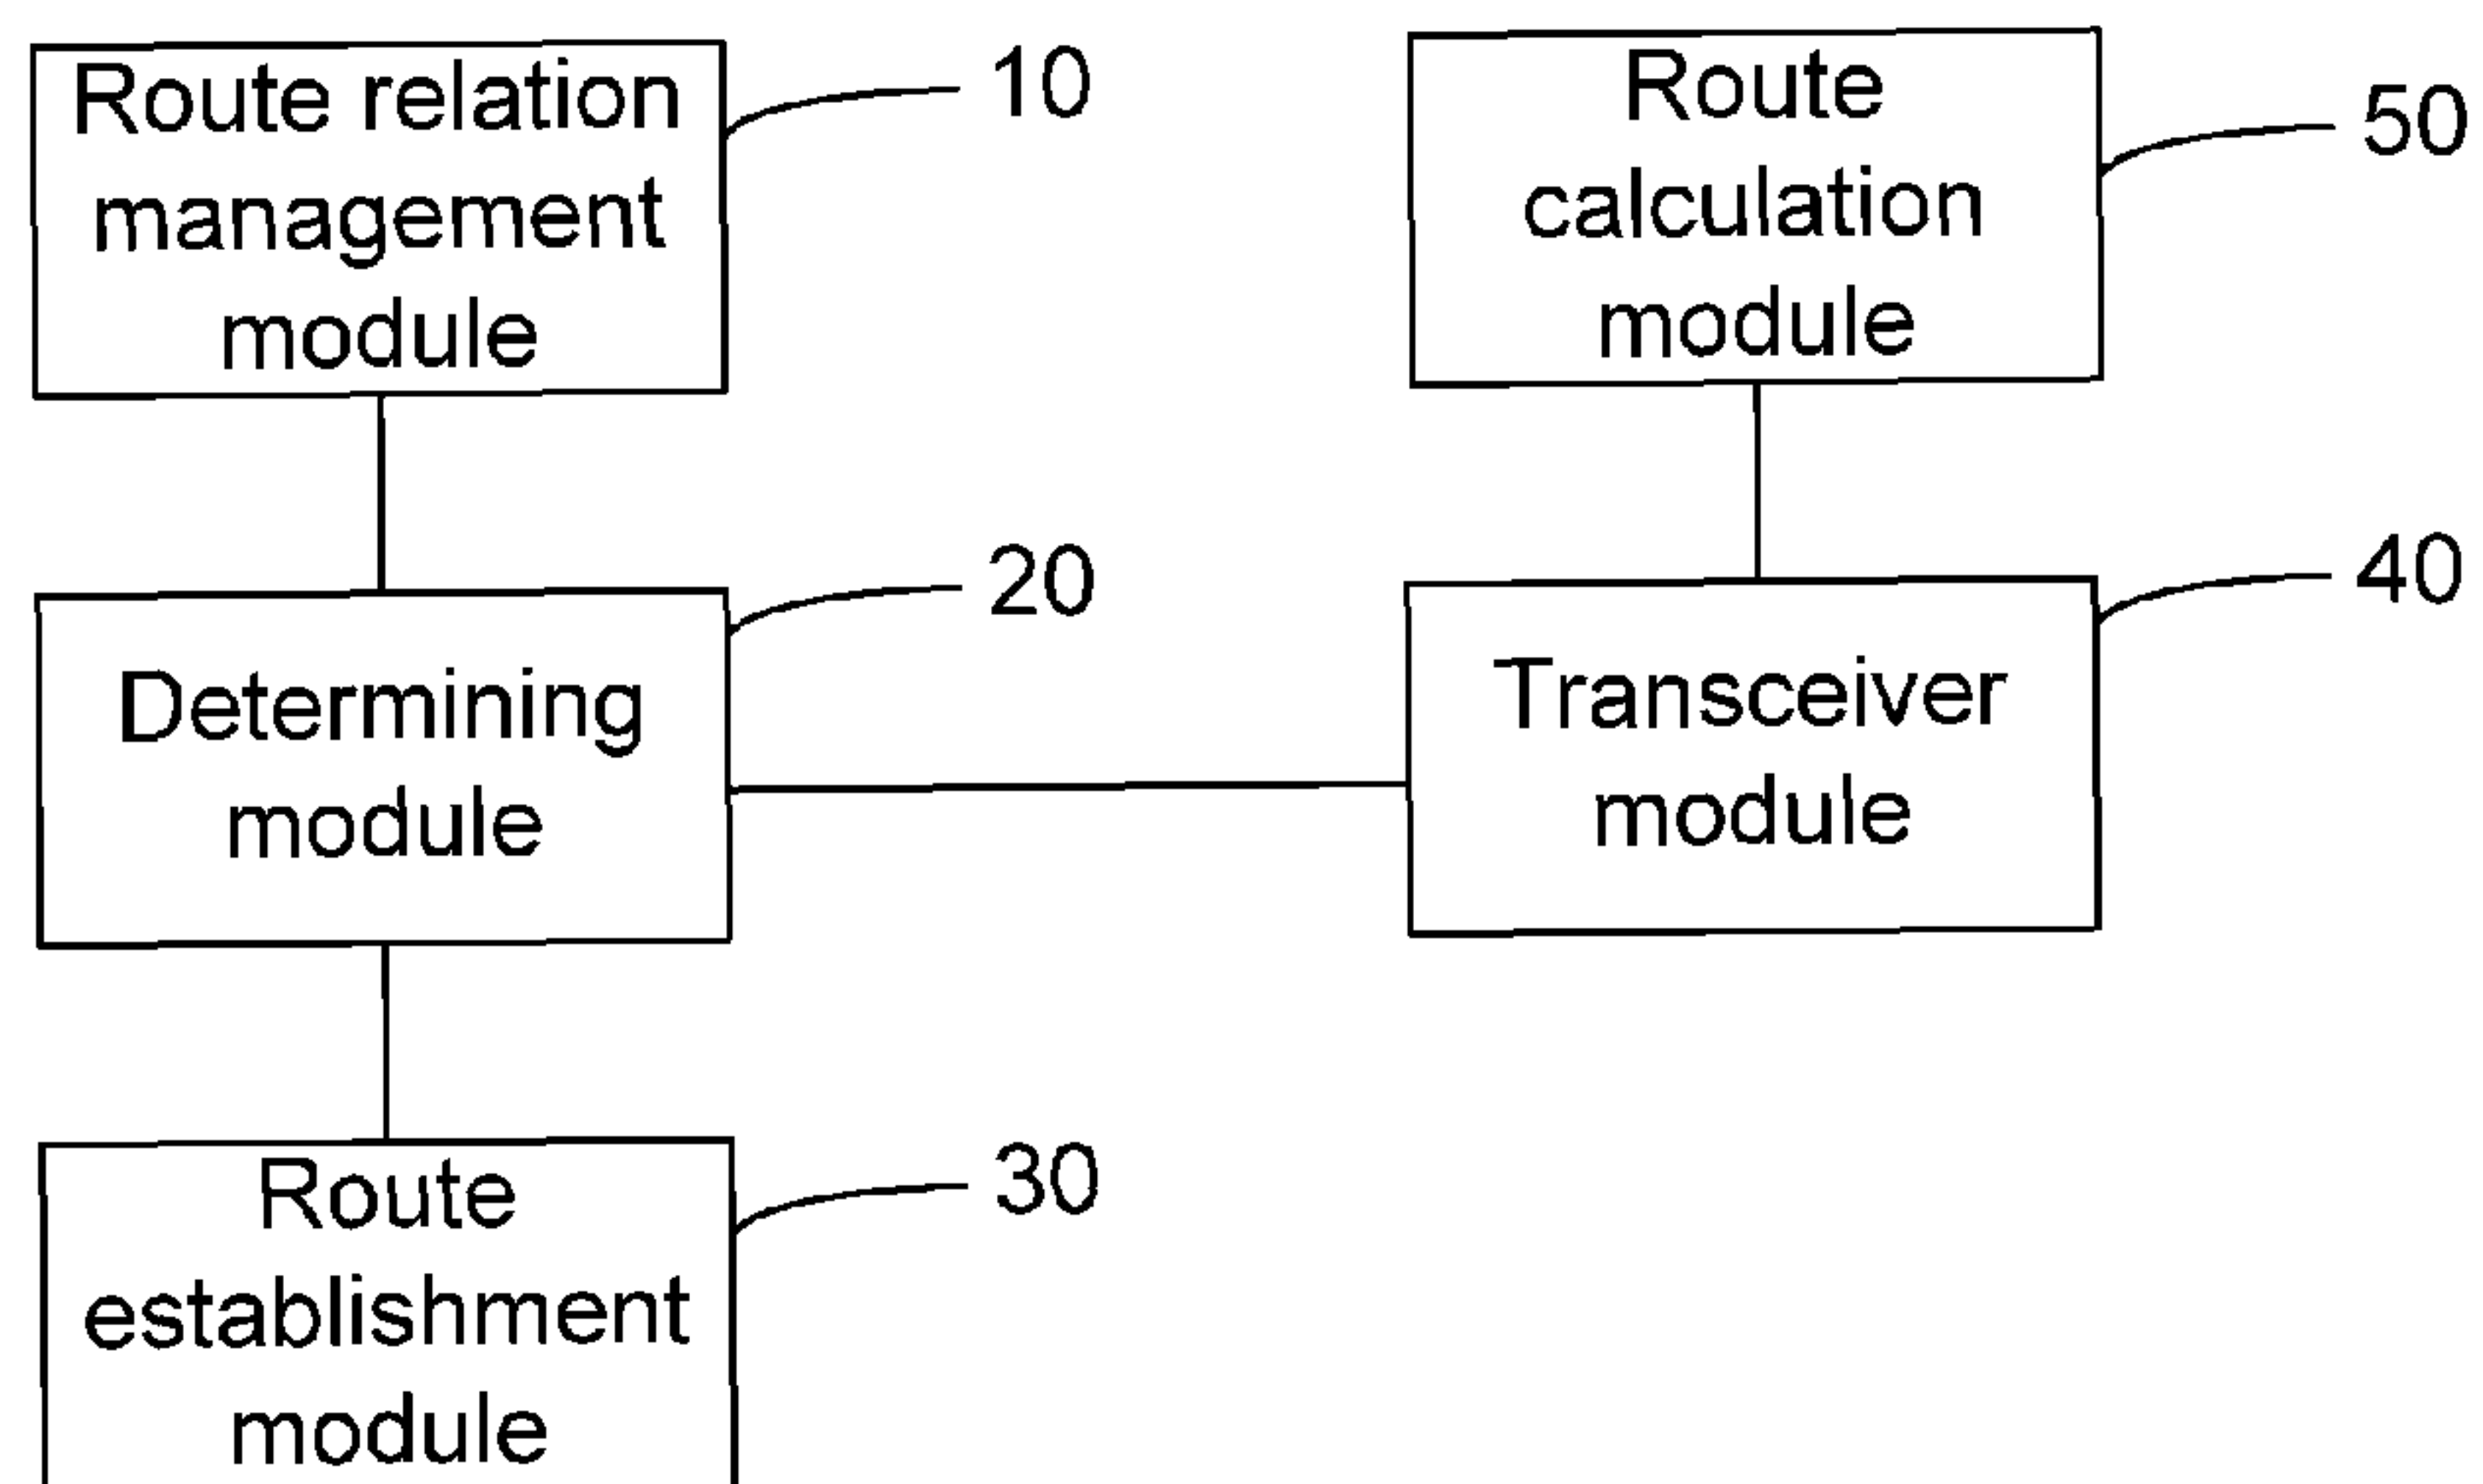 Route relation
management
module
10
Route
calculation
module
50
Determining
module
20
Transceiver
module
40
Route
establishment
module
30